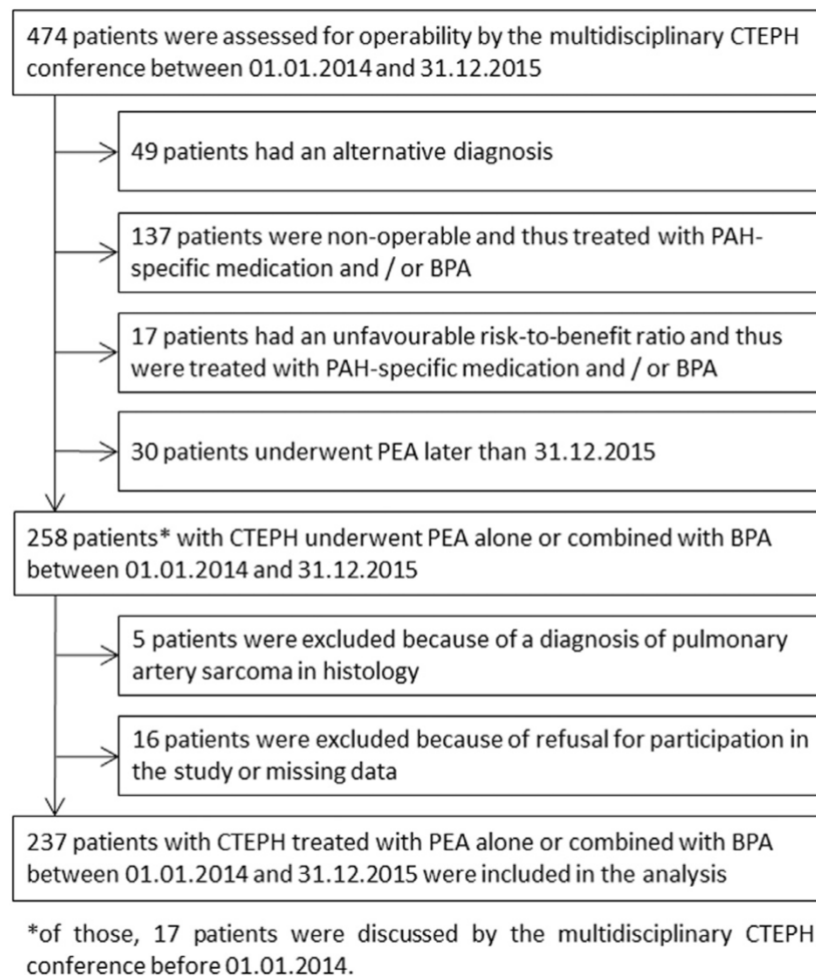 474 patients were assessed for operability by the multidisciplinary CTEPH
conference between 01.01.2014 and 31.12.2015
49 patients had an alternative diagnosis
137 patients were non-operable and thus treated with PAH-
specific medication and / or BPA
17 patients had an unfavourable risk-to-benefit ratio and thus
were treated with PAH-specific medication and / or BPA
30 patients underwent PEA later than 31.12.2015
258 patients* with CTEPH underwent PEA alone or combined with BPA
between 01.01.2014 and 31.12.2015
5 patients were excluded because of a diagnosis of pulmonary
artery sarcoma in histology
16 patients were excluded because of refusal for participation in
the study or missing data
237 patients with CTEPH treated with PEA alone or combined with BPA
between 01.01.2014 and 31.12.2015 were included in the analysis
*of those, 17 patients were discussed by the multidisciplinary CTEPH
conference before 01.01.2014.